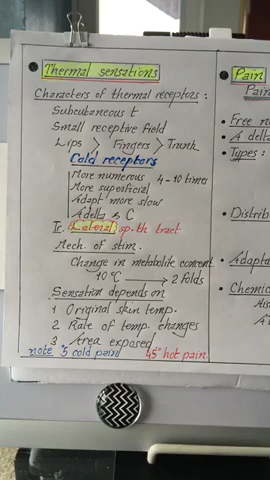 Thermal sensations
Characters of thermal receptors :
Subcutaneous t
Small receptive field
Lips > Fingers > Trunk
Cold receptors
More numerous 4-10 times
More superficial
Adapt more slow
A delta & C
Tr. Lateral sp. th tract
Mech. of stim.
Change in metabolic
10 °C → 2 folds
Sensation depends on
1 Original skin temp.
2 Rate of temp. changes
3 Area exposed
note 5 cold pain 45° hot pain
Pain
Pain
Free
A delta
Types :
Distrib
Adapta
Chemic